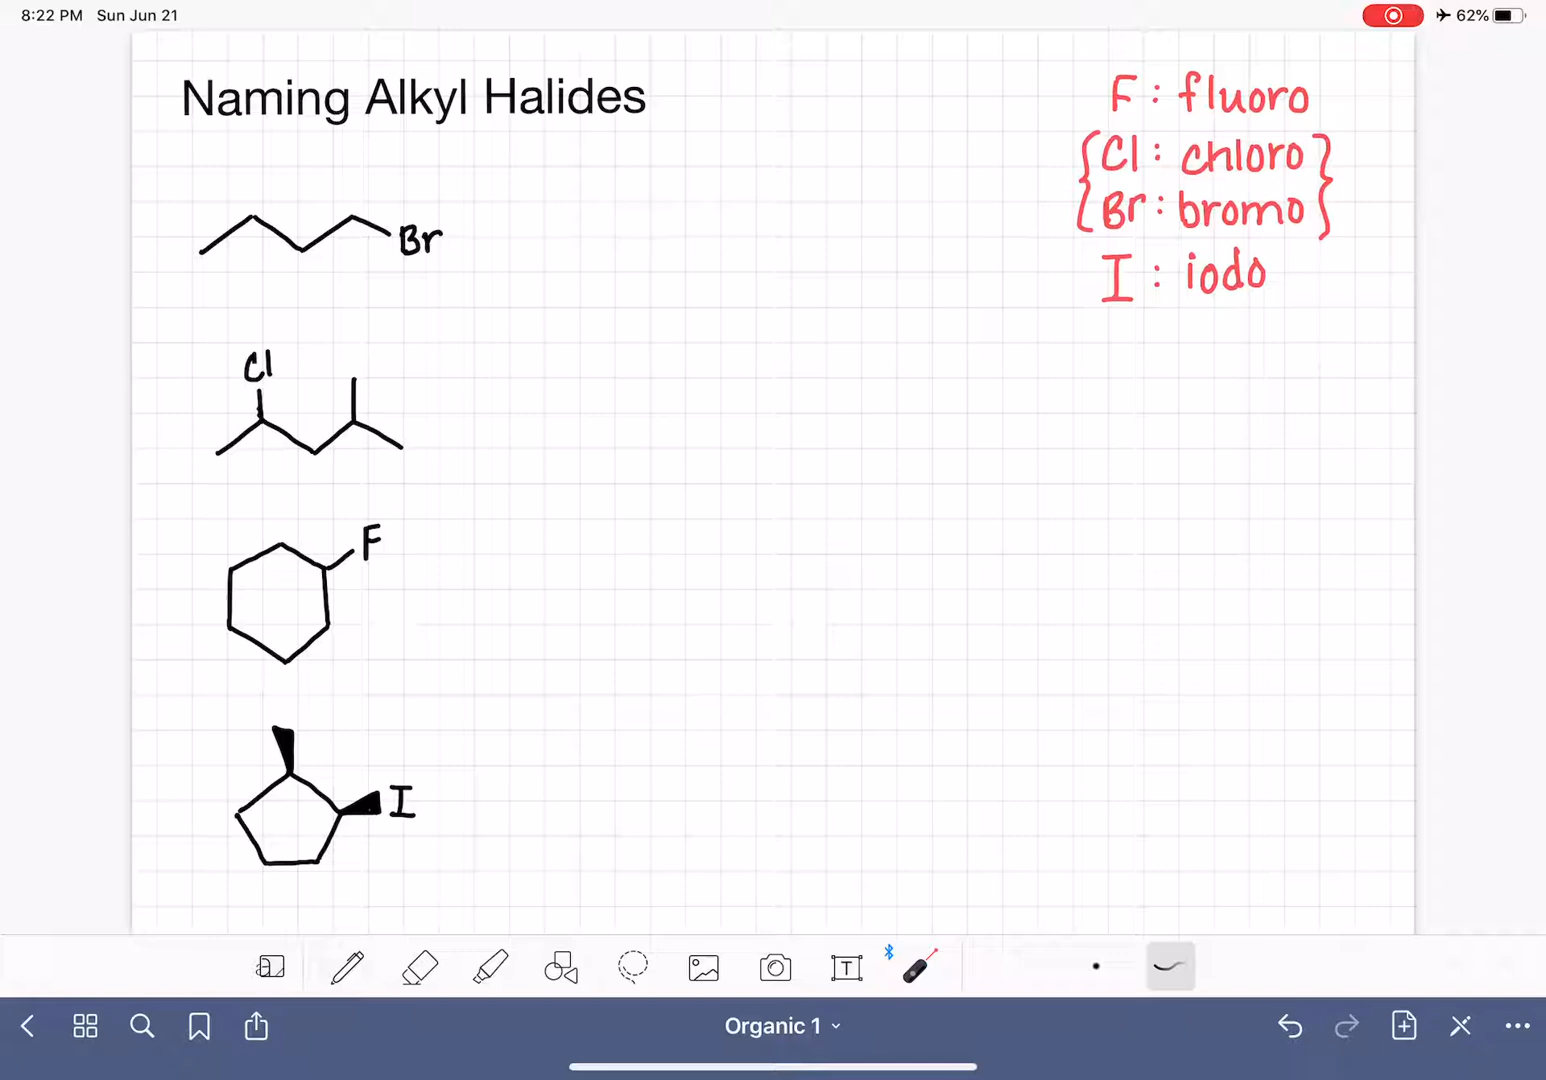 8:22 PM Sun Jun 21
62%
Naming Alkyl Halides
F : fluoro
{Cl : chloro}
{Br : bromo}
I : iodo
Br
Cl
F
I
T
Organic 1